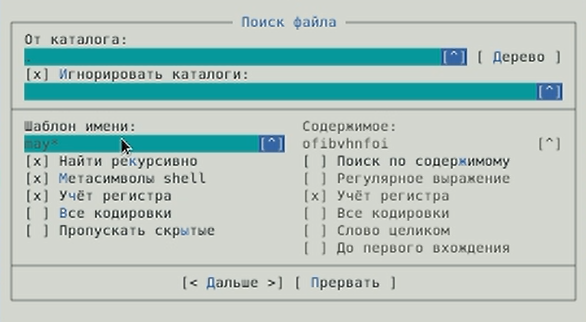 Поиск файла
От каталога:
. [^] [ Дерево ]
[x] Игнорировать каталоги:
[^]
Шаблон имени:
may* [^]
[x] Найти рекурсивно
[x] Метасимволы shell
[x] Учёт регистра
[ ] Все кодировки
[ ] Пропускать скрытые
Содержимое:
ofibvhnfoi [^]
[ ] Поиск по содержимому
[ ] Регулярное выражение
[x] Учёт регистра
[ ] Все кодировки
[ ] Слово целиком
[ ] До первого вхождения
[< Дальше >] [ Прервать ]